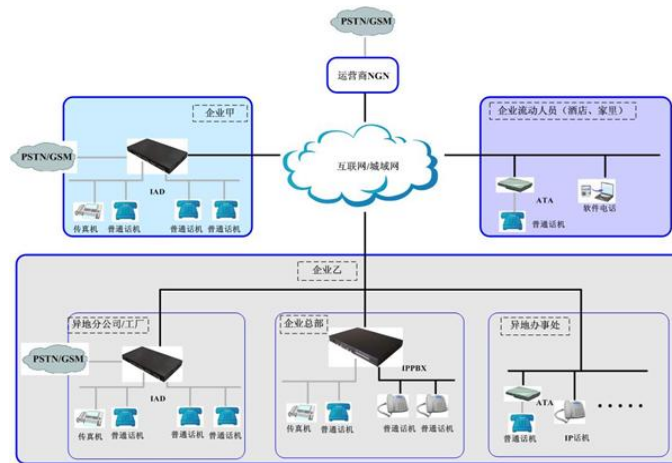 PSTN/GSM
运营商NGN
企业甲
企业流动人员（酒店、家里）
PSTN/GSM
互联网/城域网
IAD
ATA
软件电话
传真机 普通话机 普通话机 普通话机
普通话机
企业乙
异地分公司/工厂
企业总部
异地办事处
PSTN/GSM
IPPBX
IAD
ATA
传真机 普通话机 普通话机 普通话机
传真机 普通话机 普通话机 普通话机
普通话机 IP话机